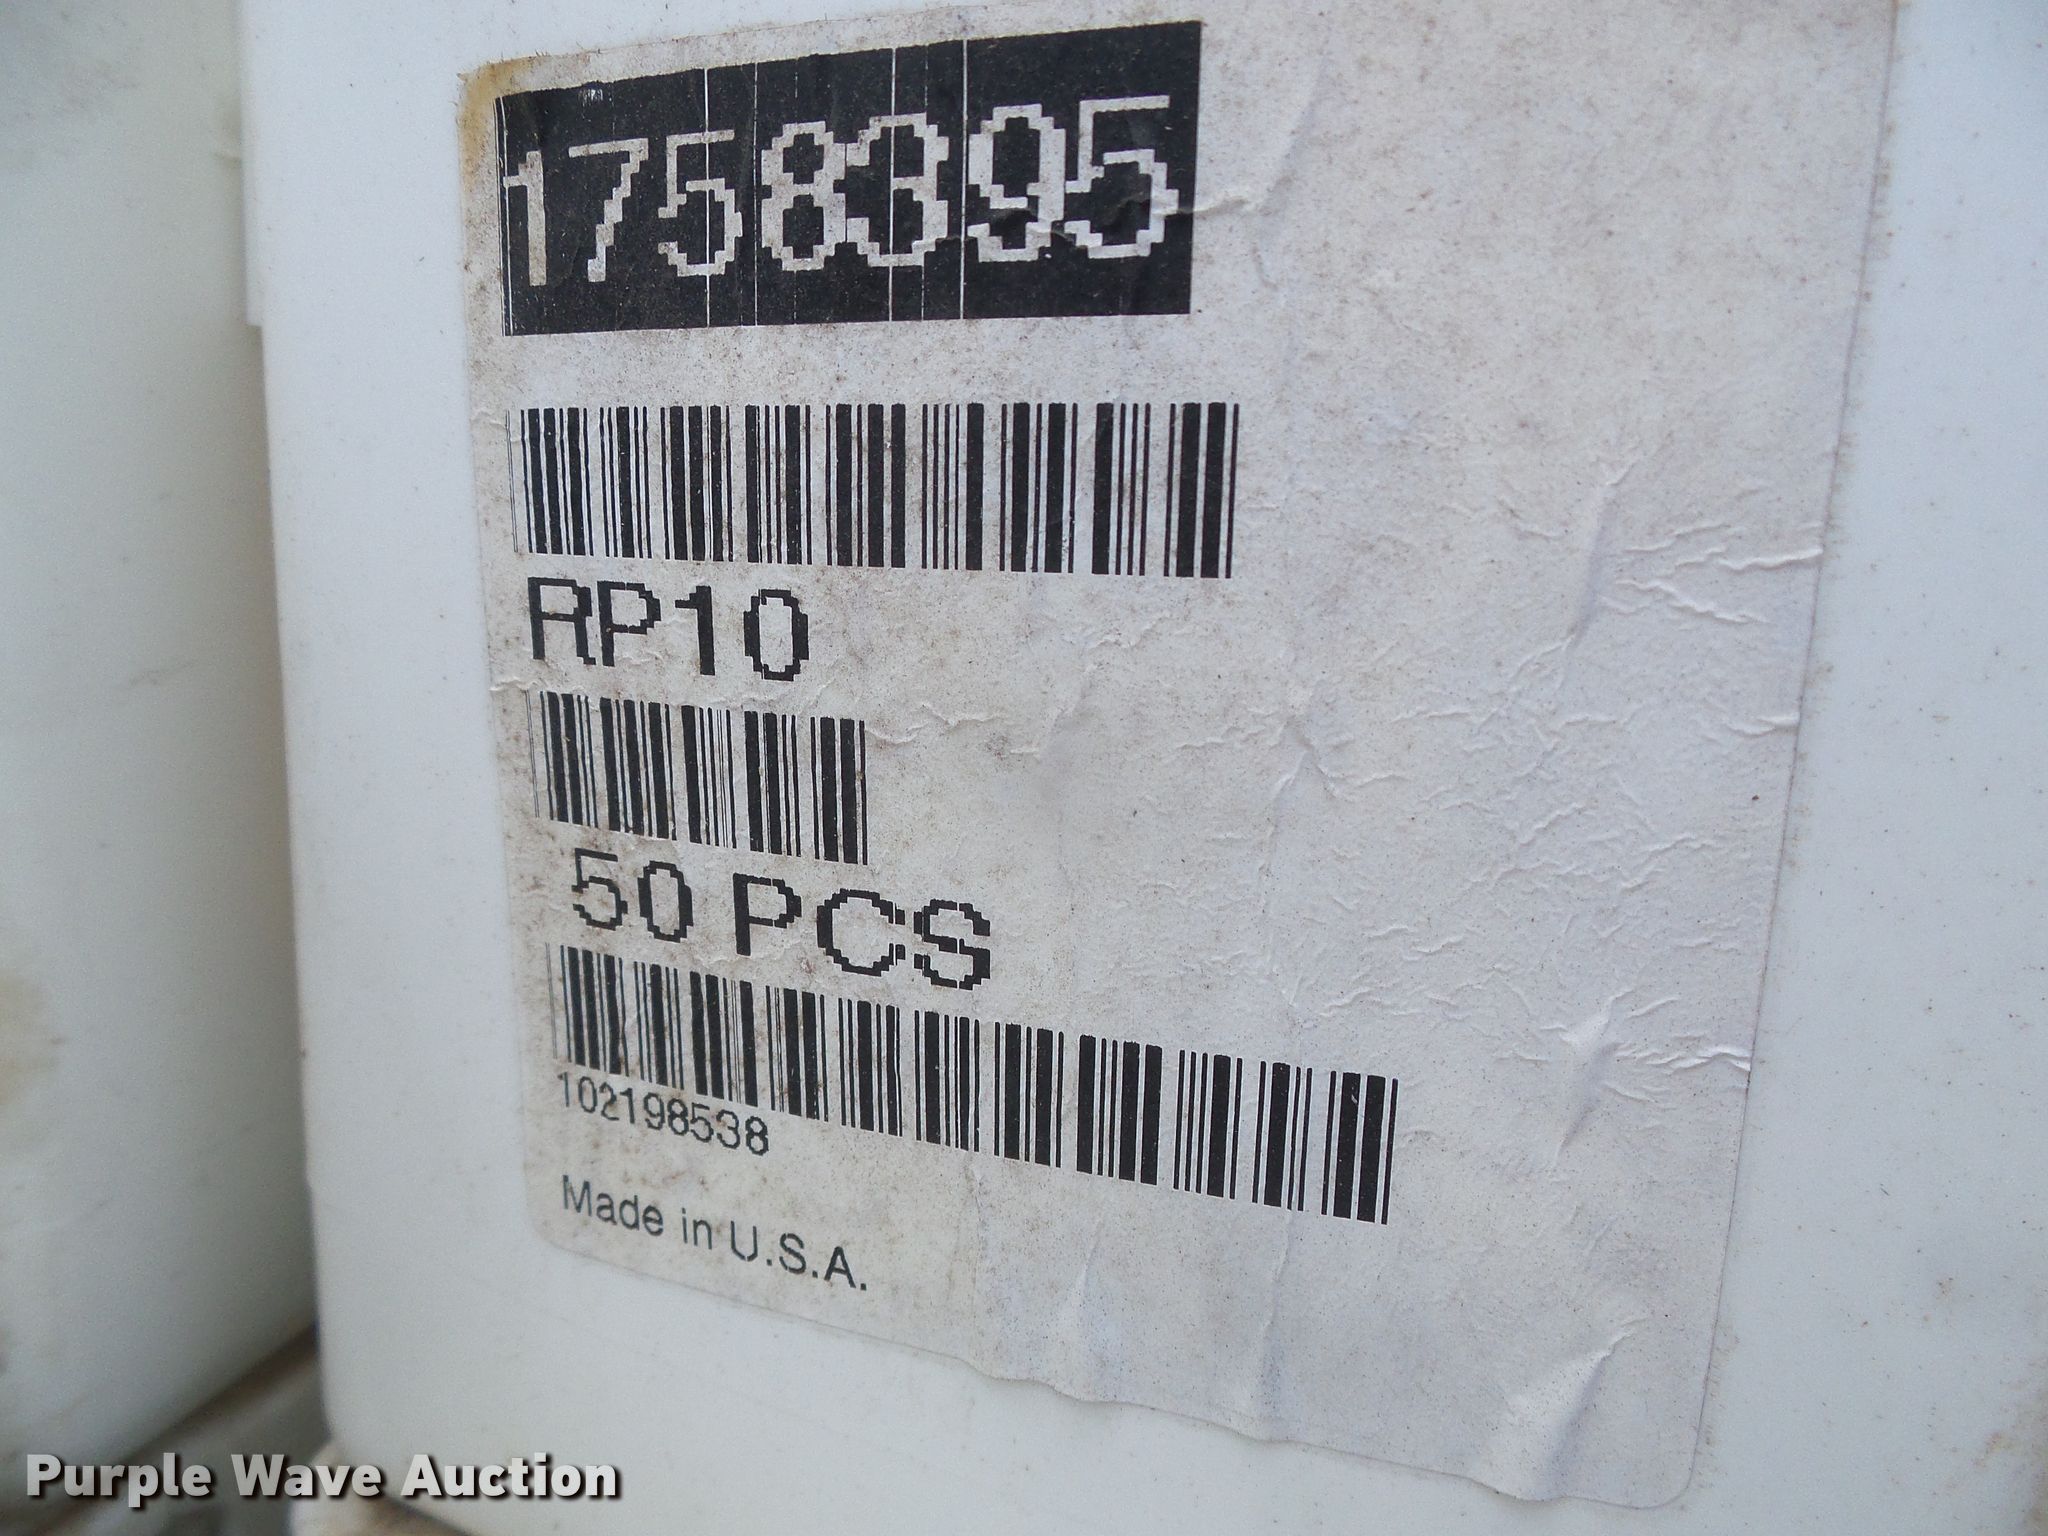 1758395
RP10
50 PCS
102198538
Made in U.S.A.
Purple Wave Auction